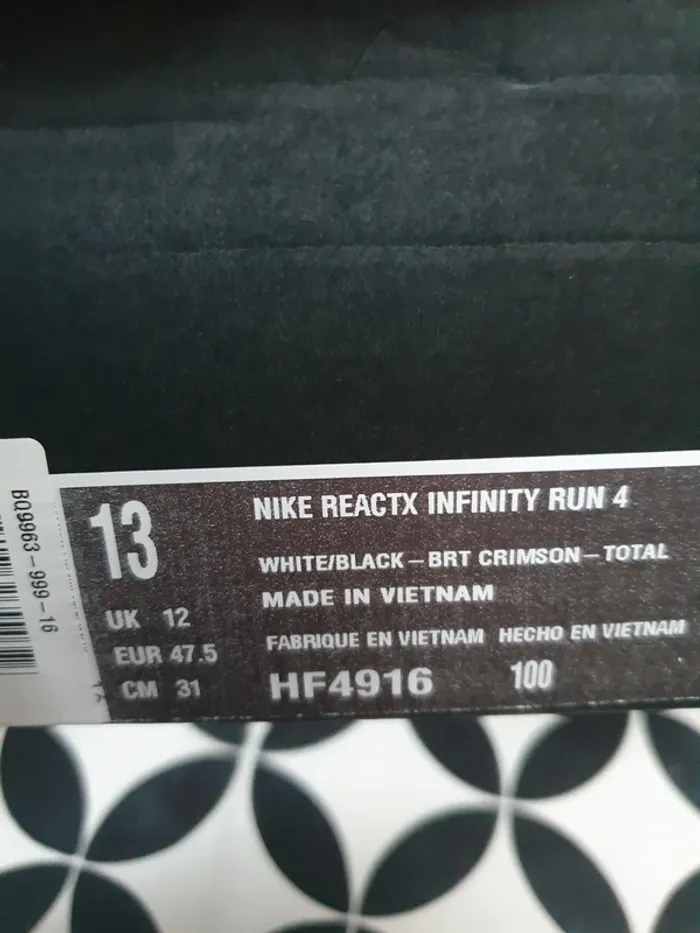 BQ9963-999-16
13
UK 12
EUR 47.5
CM 31
NIKE REACTX INFINITY RUN 4
WHITE/BLACK-BRT CRIMSON-TOTAL
MADE IN VIETNAM
FABRIQUE EN VIETNAM HECHO EN VIETNAM
HF4916 100